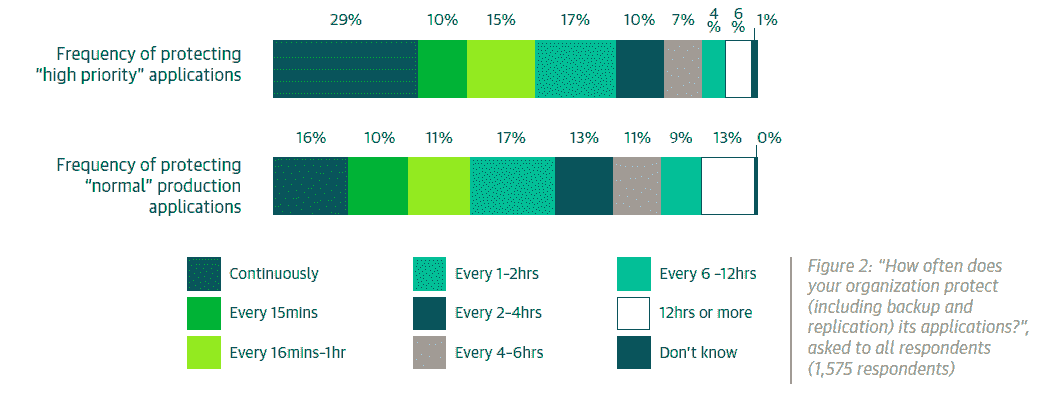 29% 10% 15% 17% 10% 7% 4% 6% 1%
Frequency of protecting
"high priority" applications
16% 10% 11% 17% 13% 11% 9% 13% 0%
Frequency of protecting
"normal" production
applications
Continuously
Every 15mins
Every 16mins-1hr
Every 1-2hrs
Every 2-4hrs
Every 4-6hrs
Every 6 -12hrs
12hrs or more
Don't know
Figure 2: "How often does
your organization protect
(including backup and
replication) its applications?",
asked to all respondents
(1,575 respondents)